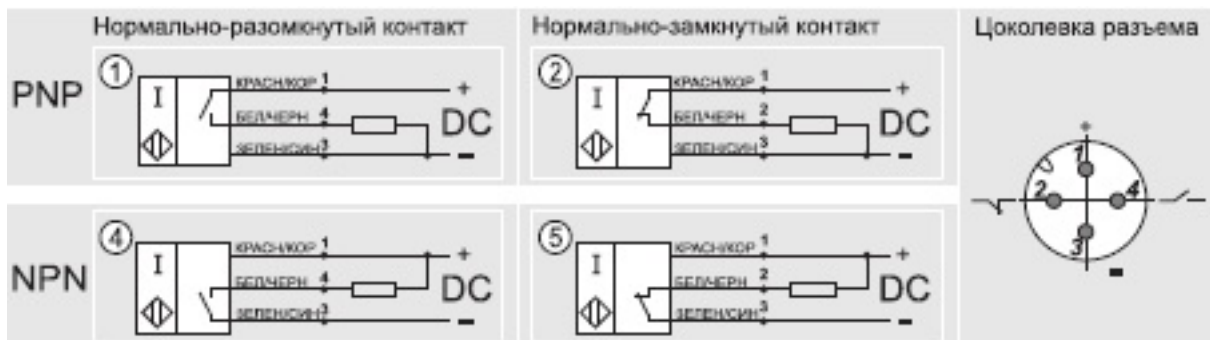 Нормально-разомкнутый контакт
Нормально-замкнутый контакт
Цоколевка разъема
PNP
1
I
КРАСН/КОР 1
БЕЛ/ЧЕРН 4
ЗЕЛЕН/СИН 3
+
DC
-
2
I
КРАСН/КОР 1
БЕЛ/ЧЕРН 2
ЗЕЛЕН/СИН 3
+
DC
-
NPN
4
I
КРАСН/КОР 1
БЕЛ/ЧЕРН 4
ЗЕЛЕН/СИН 3
+
DC
-
5
I
КРАСН/КОР 1
БЕЛ/ЧЕРН 2
ЗЕЛЕН/СИН 3
+
DC
-
+
1
2
4
3
-